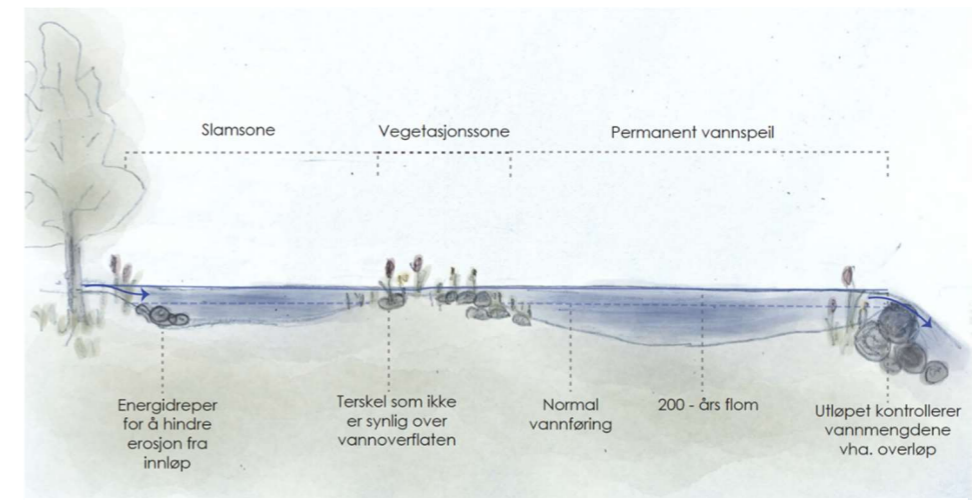 Slamsone
Vegetasjonssone
Permanent vannspeil
Energidreper
for å hindre
erosjon fra
innløp
Terskel som ikke
er synlig over
vannoverflaten
Normal
vannføring
200 - års flom
Utløpet kontrollerer
vannmengdene
vha. overløp